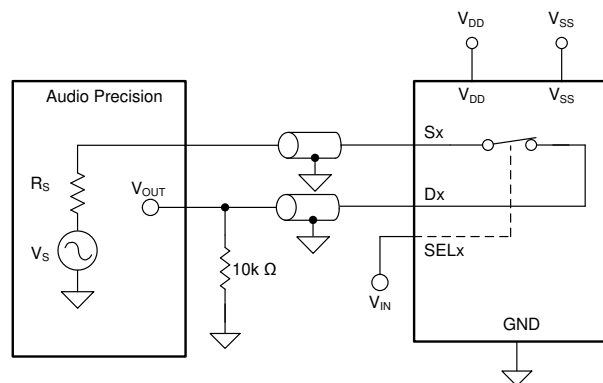 V_DD
V_SS
Audio Precision
V_DD
V_SS
Sx
R_S
V_OUT
Dx
V_S
10k Ω
SELx
V_IN
GND